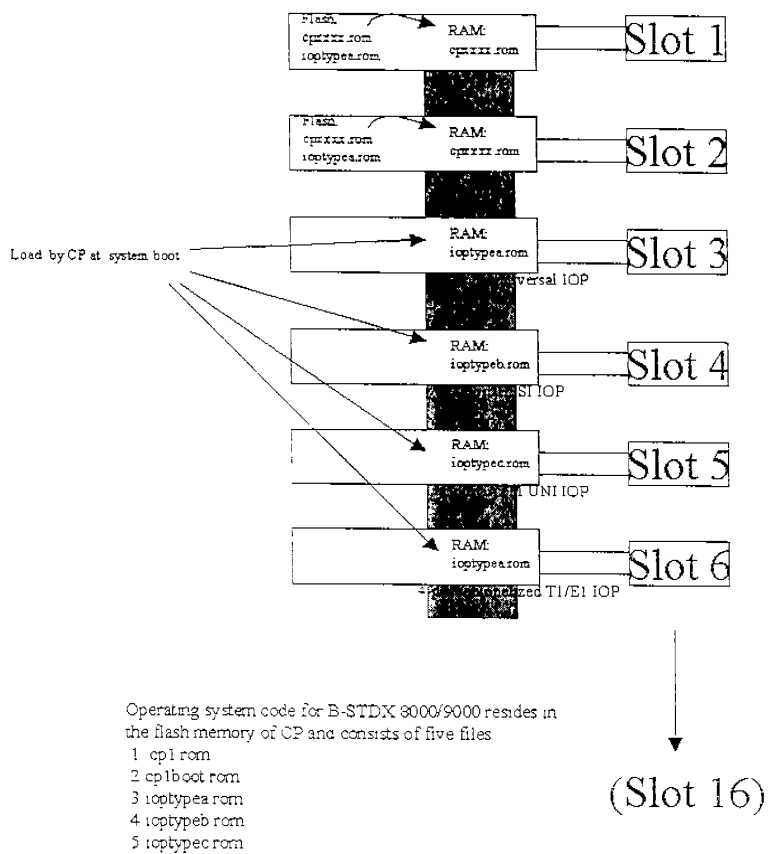 Flash:
cpxxxx.rom
ioptypea.rom
RAM:
cpxxxx.rom
Slot 1
Flash:
cpxxxx.rom
ioptypea.rom
RAM:
cpxxxx.rom
Slot 2
Load by CP at system boot
RAM:
ioptypea.rom
Slot 3
versal IOP
RAM:
ioptypeb.rom
Slot 4
SI IOP
RAM:
ioptypec.rom
Slot 5
UNI IOP
RAM:
ioptypea.rom
Slot 6
T1/E1 IOP
Operating system code for B-STDX 8000/9000 resides in
the flash memory of CP and consists of five files
1 cp1 rom
2 cp1boot rom
3 ioptypea rom
4 ioptypeb rom
5 ioptypec rom
(Slot 16)